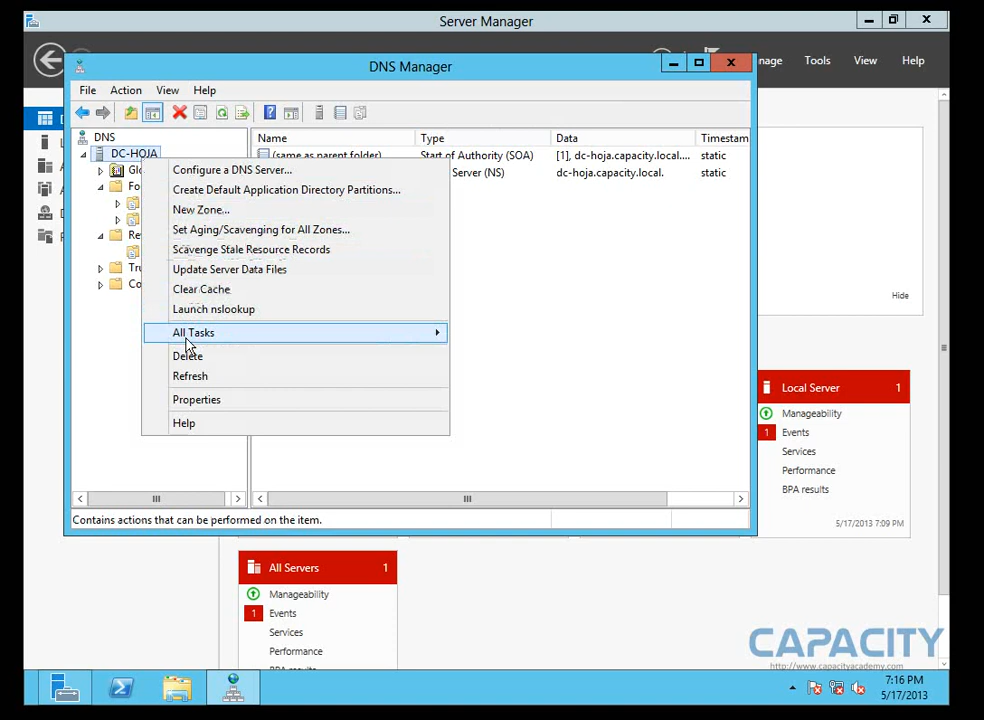 Server Manager
DNS Manager
Tools
View
Help
File
Action
View
Help
DNS
DC-HOJA
Name
Type
Data
(same as parent folder)
Start of Authority (SOA)
[1], dc-hoja.capacity.local....
static
Server (NS)
dc-hoja.capacity.local.
static
Configure a DNS Server...
Create Default Application Directory Partitions...
New Zone...
Set Aging/Scavenging for All Zones...
Scavenge Stale Resource Records
Update Server Data Files
Clear Cache
Launch nslookup
All Tasks
Delete
Refresh
Properties
Help
Contains actions that can be performed on the item.
Hide
Local Server 1
Manageability
1 Events
Services
Performance
BPA results
5/17/2013 7:09 PM
All Servers 1
Manageability
1 Events
Services
Performance
CAPACITY
http://www.capacityacademy.com
7:16 PM
5/17/2013